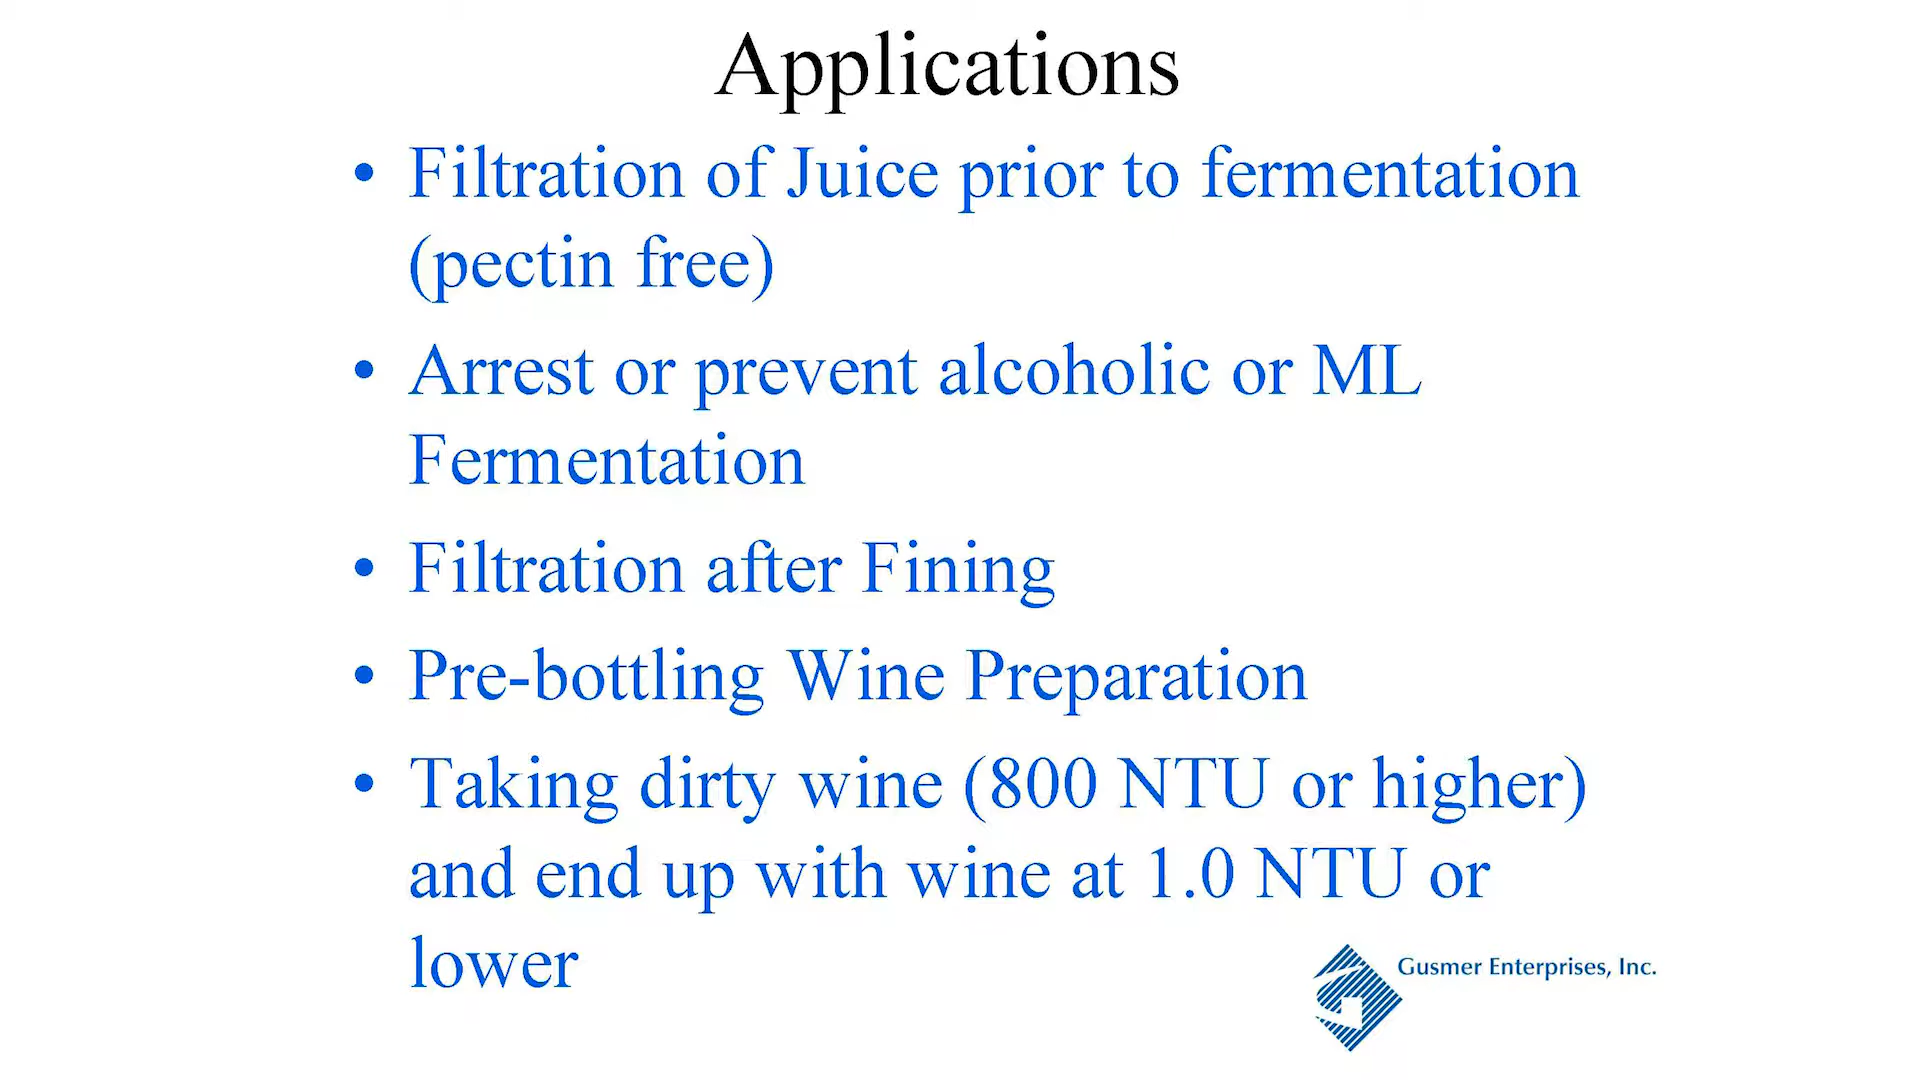 Applications
• Filtration of Juice prior to fermentation
(pectin free)
• Arrest or prevent alcoholic or ML
Fermentation
• Filtration after Fining
• Pre-bottling Wine Preparation
• Taking dirty wine (800 NTU or higher)
and end up with wine at 1.0 NTU or
lower
Gusmer Enterprises, Inc.